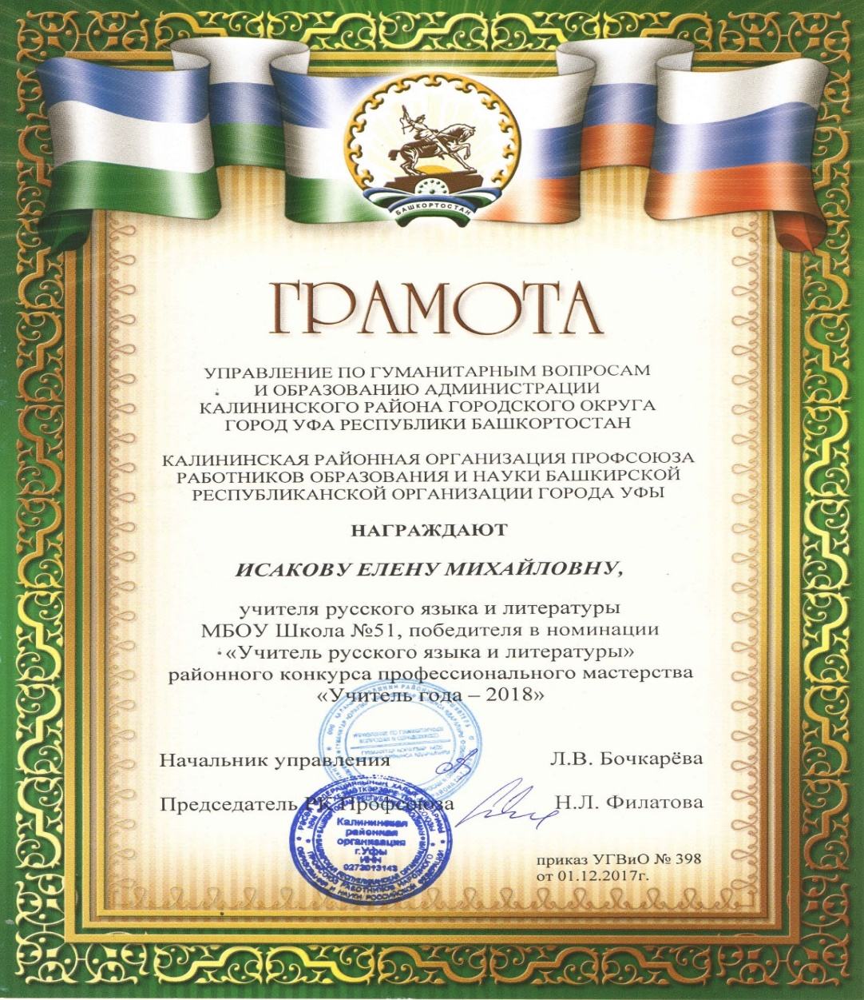 БАШКОРТОСТАН
ГРАМОТА
УПРАВЛЕНИЕ ПО ГУМАНИТАРНЫМ ВОПРОСАМ
И ОБРАЗОВАНИЮ АДМИНИСТРАЦИИ
КАЛИНИНСКОГО РАЙОНА ГОРОДСКОГО ОКРУГА
ГОРОД УФА РЕСПУБЛИКИ БАШКОРТОСТАН
КАЛИНИНСКАЯ РАЙОННАЯ ОРГАНИЗАЦИЯ ПРОФСОЮЗА
РАБОТНИКОВ ОБРАЗОВАНИЯ И НАУКИ БАШКИРСКОЙ
РЕСПУБЛИКАНСКОЙ ОРГАНИЗАЦИИ ГОРОДА УФЫ
НАГРАЖДАЮТ
ИСАКОВУ ЕЛЕНУ МИХАЙЛОВНУ,
учителя русского языка и литературы
МБОУ Школа №51, победителя в номинации
«Учитель русского языка и литературы»
районного конкурса профессионального мастерства
«Учитель года – 2018»
Начальник управления Л.В. Бочкарёва
Председатель РК Профсоюза Н.Л. Филатова
Калининская
районная
организация
г.Уфы
ИНН
0273013143
приказ УГВиО № 398
от 01.12.2017г.